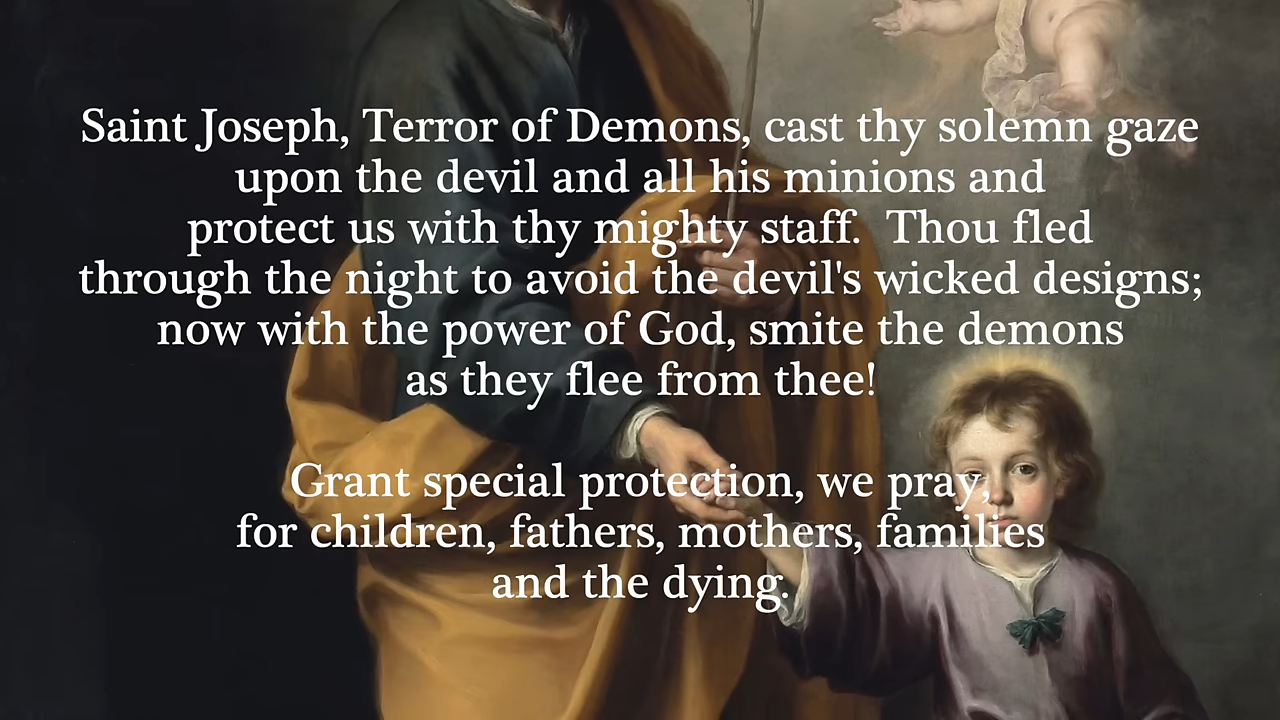 Saint Joseph, Terror of Demons, cast thy solemn gaze
upon the devil and all his minions and
protect us with thy mighty staff.  Thou fled
through the night to avoid the devil's wicked designs;
now with the power of God, smite the demons
as they flee from thee!
Grant special protection, we pray,
for children, fathers, mothers, families
and the dying.